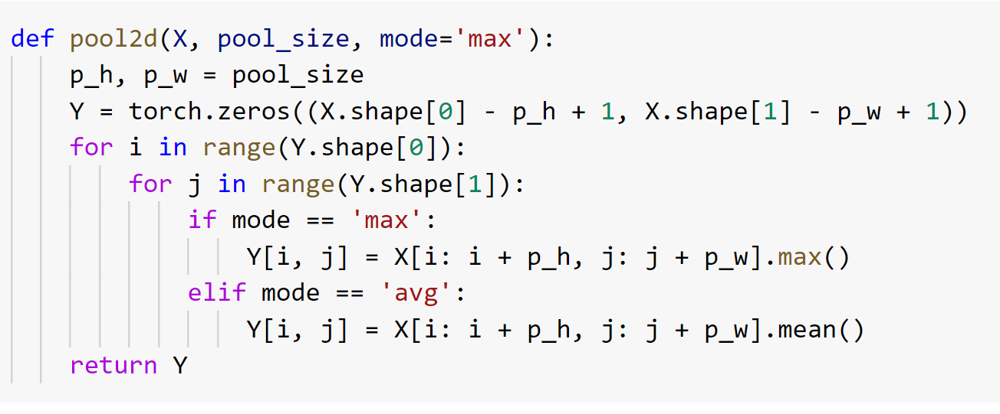 def pool2d(X, pool_size, mode='max'):
    p_h, p_w = pool_size
    Y = torch.zeros((X.shape[0] - p_h + 1, X.shape[1] - p_w + 1))
    for i in range(Y.shape[0]):
        for j in range(Y.shape[1]):
            if mode == 'max':
                Y[i, j] = X[i: i + p_h, j: j + p_w].max()
            elif mode == 'avg':
                Y[i, j] = X[i: i + p_h, j: j + p_w].mean()
    return Y